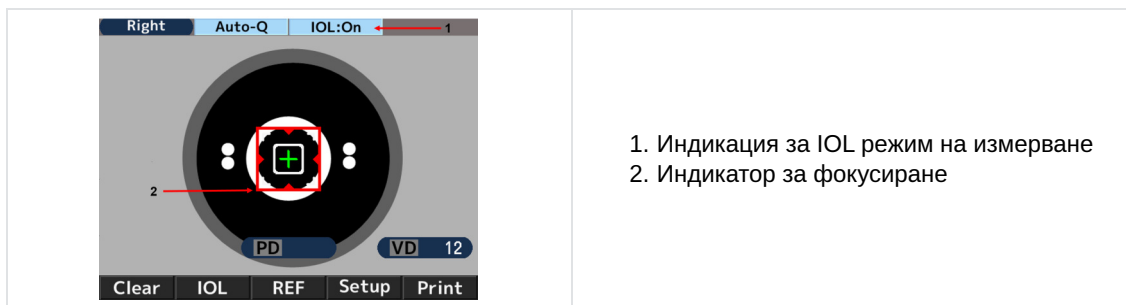 Right Auto-Q IOL:On 1
2
PD VD 12
Clear IOL REF Setup Print
1. Индикация за IOL режим на измерване
2. Индикатор за фокусиране